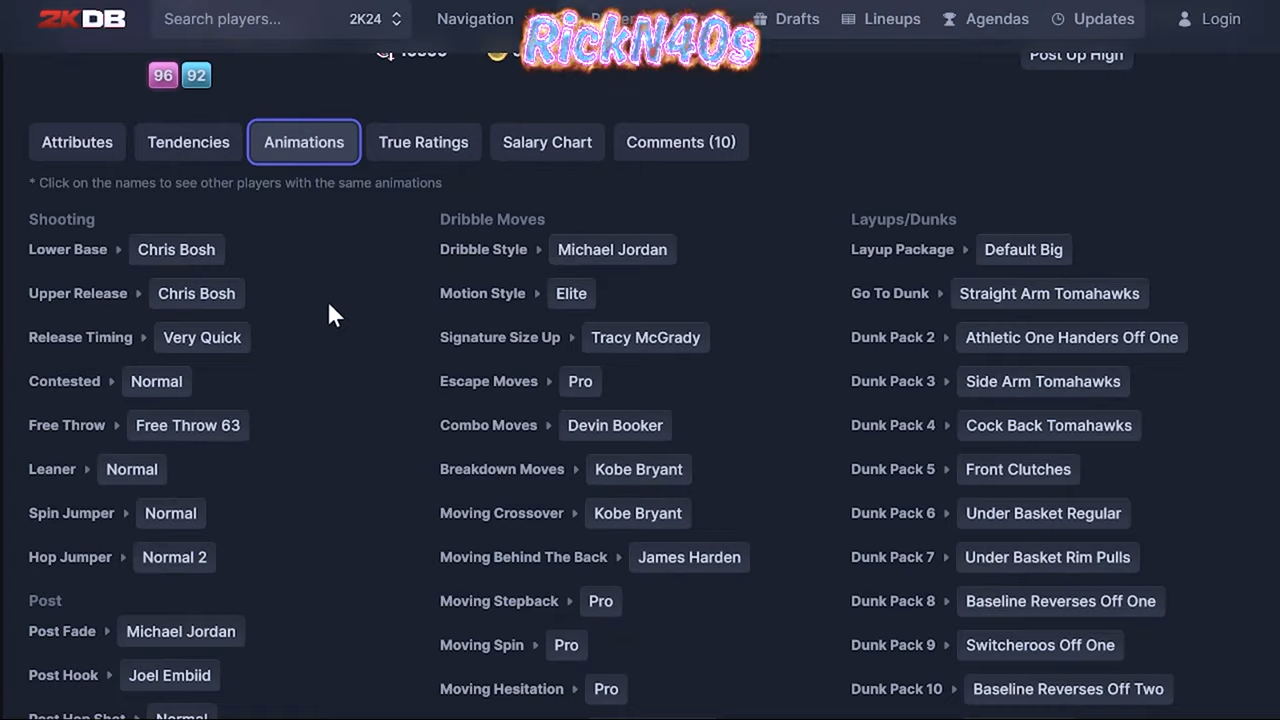 2KDB
Search players...
2K24
Navigation
Drafts
Lineups
Agendas
Updates
Login
RickN40s
96 92
Post Up High
Attributes
Tendencies
Animations
True Ratings
Salary Chart
Comments (10)
* Click on the names to see other players with the same animations
Shooting
Lower Base Chris Bosh
Upper Release Chris Bosh
Release Timing Very Quick
Contested Normal
Free Throw Free Throw 63
Leaner Normal
Spin Jumper Normal
Hop Jumper Normal 2
Post
Post Fade Michael Jordan
Post Hook Joel Embiid
Post Hop Shot Normal
Dribble Moves
Dribble Style Michael Jordan
Motion Style Elite
Signature Size Up Tracy McGrady
Escape Moves Pro
Combo Moves Devin Booker
Breakdown Moves Kobe Bryant
Moving Crossover Kobe Bryant
Moving Behind The Back James Harden
Moving Stepback Pro
Moving Spin Pro
Moving Hesitation Pro
Layups/Dunks
Layup Package Default Big
Go To Dunk Straight Arm Tomahawks
Dunk Pack 2 Athletic One Handers Off One
Dunk Pack 3 Side Arm Tomahawks
Dunk Pack 4 Cock Back Tomahawks
Dunk Pack 5 Front Clutches
Dunk Pack 6 Under Basket Regular
Dunk Pack 7 Under Basket Rim Pulls
Dunk Pack 8 Baseline Reverses Off One
Dunk Pack 9 Switcheroos Off One
Dunk Pack 10 Baseline Reverses Off Two